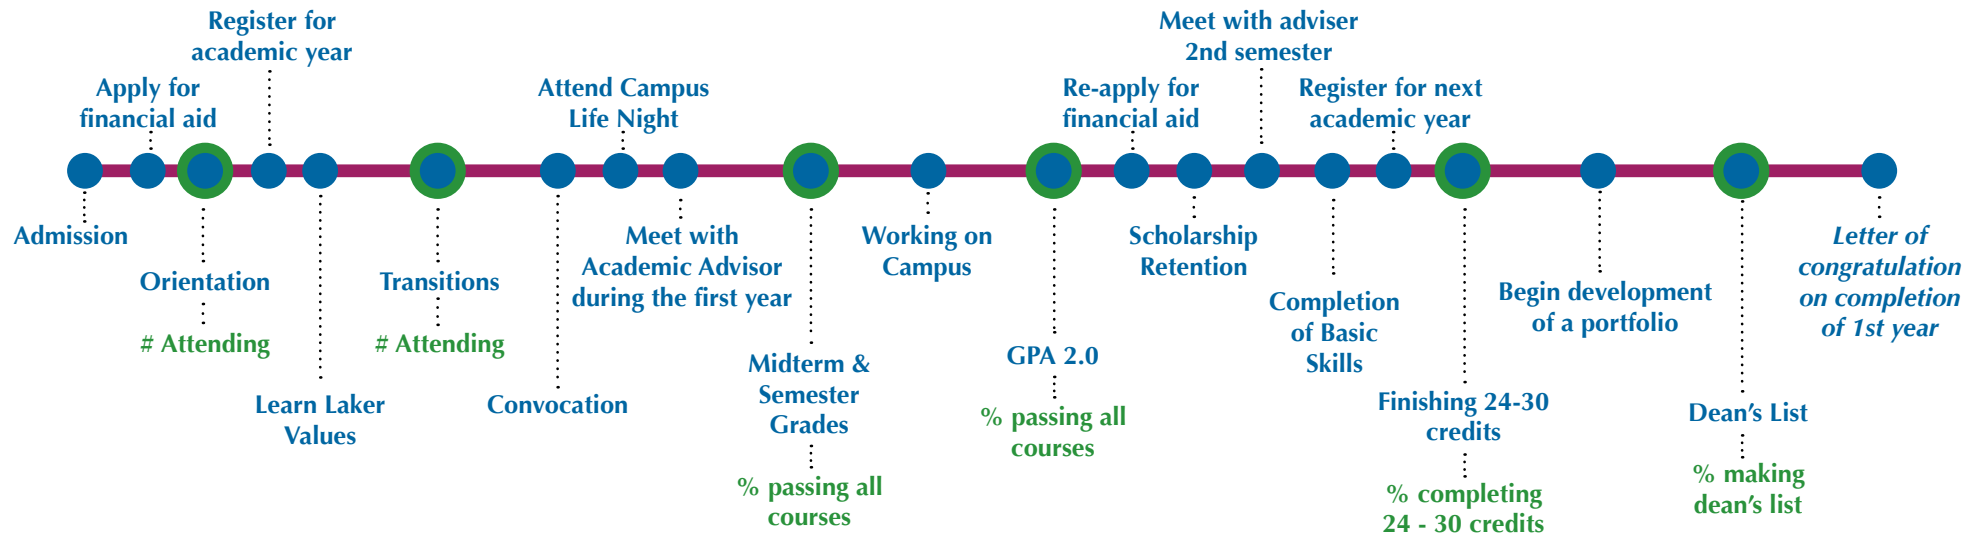 Register for
academic year
Meet with adviser
2nd semester
Apply for
financial aid
Attend Campus
Life Night
Re-apply for
financial aid
Register for next
academic year
Admission
Orientation
# Attending
Learn Laker
Values
Transitions
# Attending
Convocation
Meet with
Academic Advisor
during the first year
Midterm &
Semester
Grades
% passing all
courses
Working on
Campus
GPA 2.0
% passing all
courses
Scholarship
Retention
Completion
of Basic
Skills
Finishing 24-30
credits
% completing
24 - 30 credits
Begin development
of a portfolio
Dean’s List
% making
dean’s list
Letter of
congratulation
on completion
of 1st year